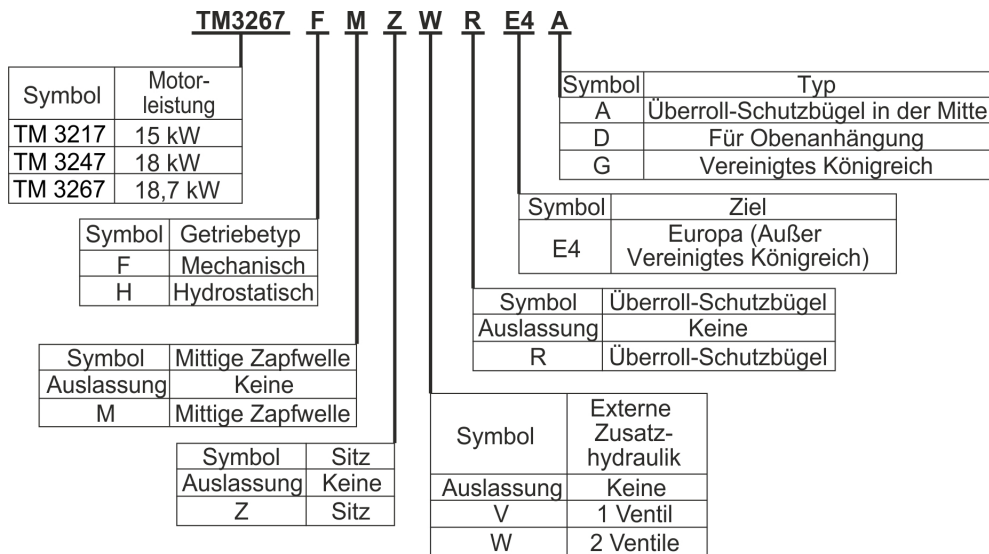 TM3267 F M Z W R E4 A
Symbol Motor-
leistung
TM 3217 15 kW
TM 3247 18 kW
TM 3267 18,7 kW
Symbol Typ
A Überroll-Schutzbügel in der Mitte
D Für Obenanhängung
G Vereinigtes Königreich
Symbol Getriebetyp
F Mechanisch
H Hydrostatisch
Symbol Ziel
E4 Europa (Außer
Vereinigtes Königreich)
Symbol Überroll-Schutzbügel
Auslassung Keine
R Überroll-Schutzbügel
Symbol Mittige Zapfwelle
Auslassung Keine
M Mittige Zapfwelle
Symbol Sitz
Auslassung Keine
Z Sitz
Symbol Externe
Zusatz-
hydraulik
Auslassung Keine
V 1 Ventil
W 2 Ventile